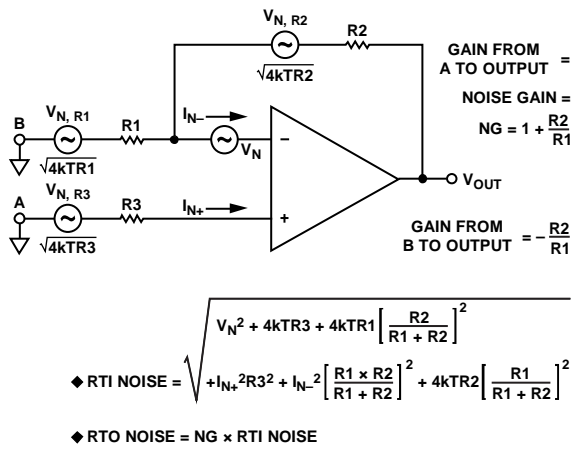 V_N, R2
R2
√4kTR2
GAIN FROM
A TO OUTPUT =
NOISE GAIN =
NG = 1 + R2/R1
B
V_N, R1
R1
I_N–
√4kTR1
V_N
–
A
V_N, R3
R3
I_N+
√4kTR3
+
V_OUT
GAIN FROM
B TO OUTPUT = – R2/R1
◆ RTI NOISE = √
V_N² + 4kTR3 + 4kTR1 [R2/(R1 + R2)]²
+ I_N+² R3² + I_N–² [(R1 × R2)/(R1 + R2)]² + 4kTR2 [R1/(R1 + R2)]²
◆ RTO NOISE = NG × RTI NOISE